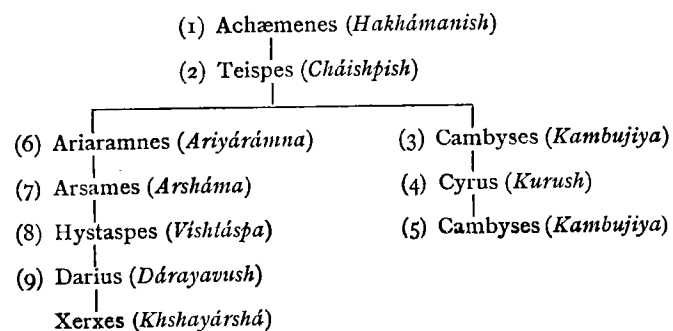 (1) Achæmenes (Hakhámanish)
(2) Teispes (Cháishpish)
(6) Ariaramnes (Ariyárámna) (3) Cambyses (Kambujiya)
(7) Arsames (Arsháma) (4) Cyrus (Kurush)
(8) Hystaspes (Víshtáspa) (5) Cambyses (Kambujiya)
(9) Darius (Dárayavush)
Xerxes (Khshayárshá)